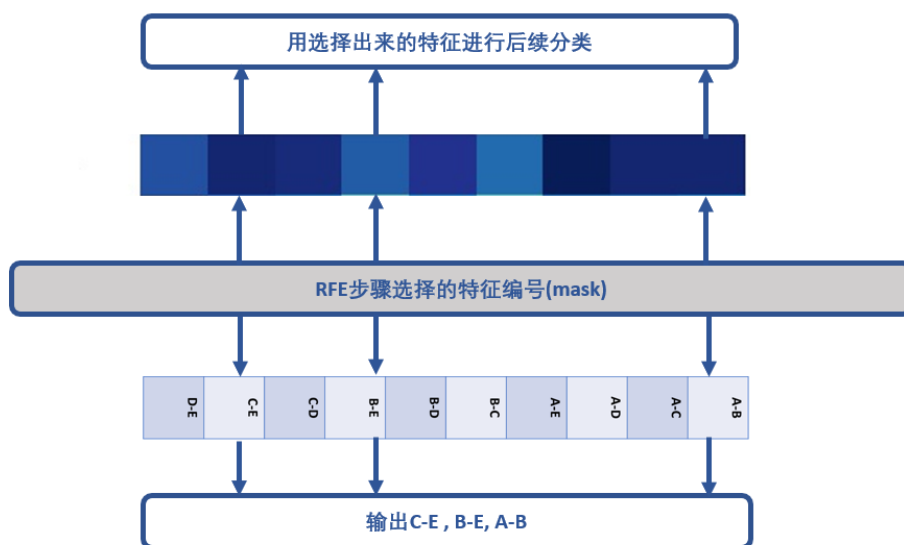 用选择出来的特征进行后续分类
RFE步骤选择的特征编号(mask)
D-E
C-E
C-D
B-E
B-D
B-C
A-E
A-D
A-C
A-B
输出C-E , B-E, A-B